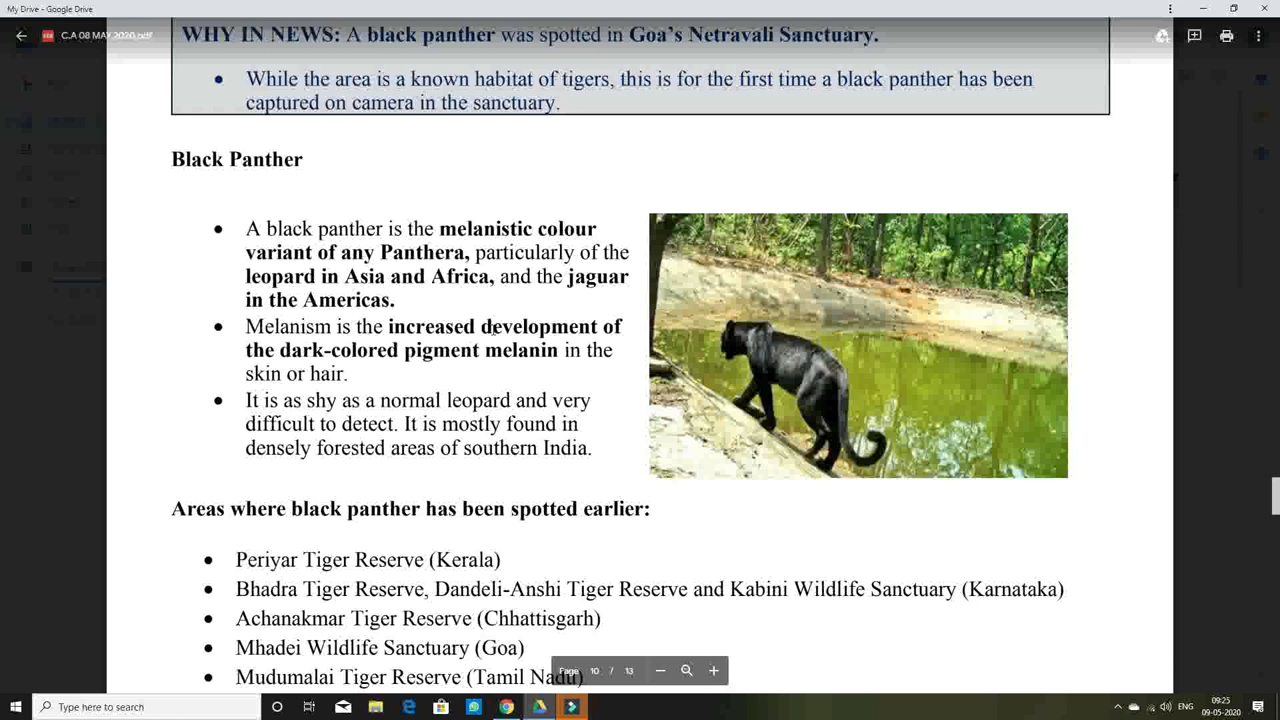 My Drive - Google Drive
C.A 08 MAY 2020.pdf
WHY IN NEWS: A black panther was spotted in Goa's Netravali Sanctuary.
While the area is a known habitat of tigers, this is for the first time a black panther has been
captured on camera in the sanctuary.
Black Panther
A black panther is the melanistic colour
variant of any Panthera, particularly of the
leopard in Asia and Africa, and the jaguar
in the Americas.
Melanism is the increased development of
the dark-colored pigment melanin in the
skin or hair.
It is as shy as a normal leopard and very
difficult to detect. It is mostly found in
densely forested areas of southern India.
Areas where black panther has been spotted earlier:
Periyar Tiger Reserve (Kerala)
Bhadra Tiger Reserve, Dandeli-Anshi Tiger Reserve and Kabini Wildlife Sanctuary (Karnataka)
Achanakmar Tiger Reserve (Chhattisgarh)
Mhadei Wildlife Sanctuary (Goa)
Mudumalai Tiger Reserve (Tamil Nadu)
Page 10 / 13
Type here to search
ENG
09:25
09-05-2020